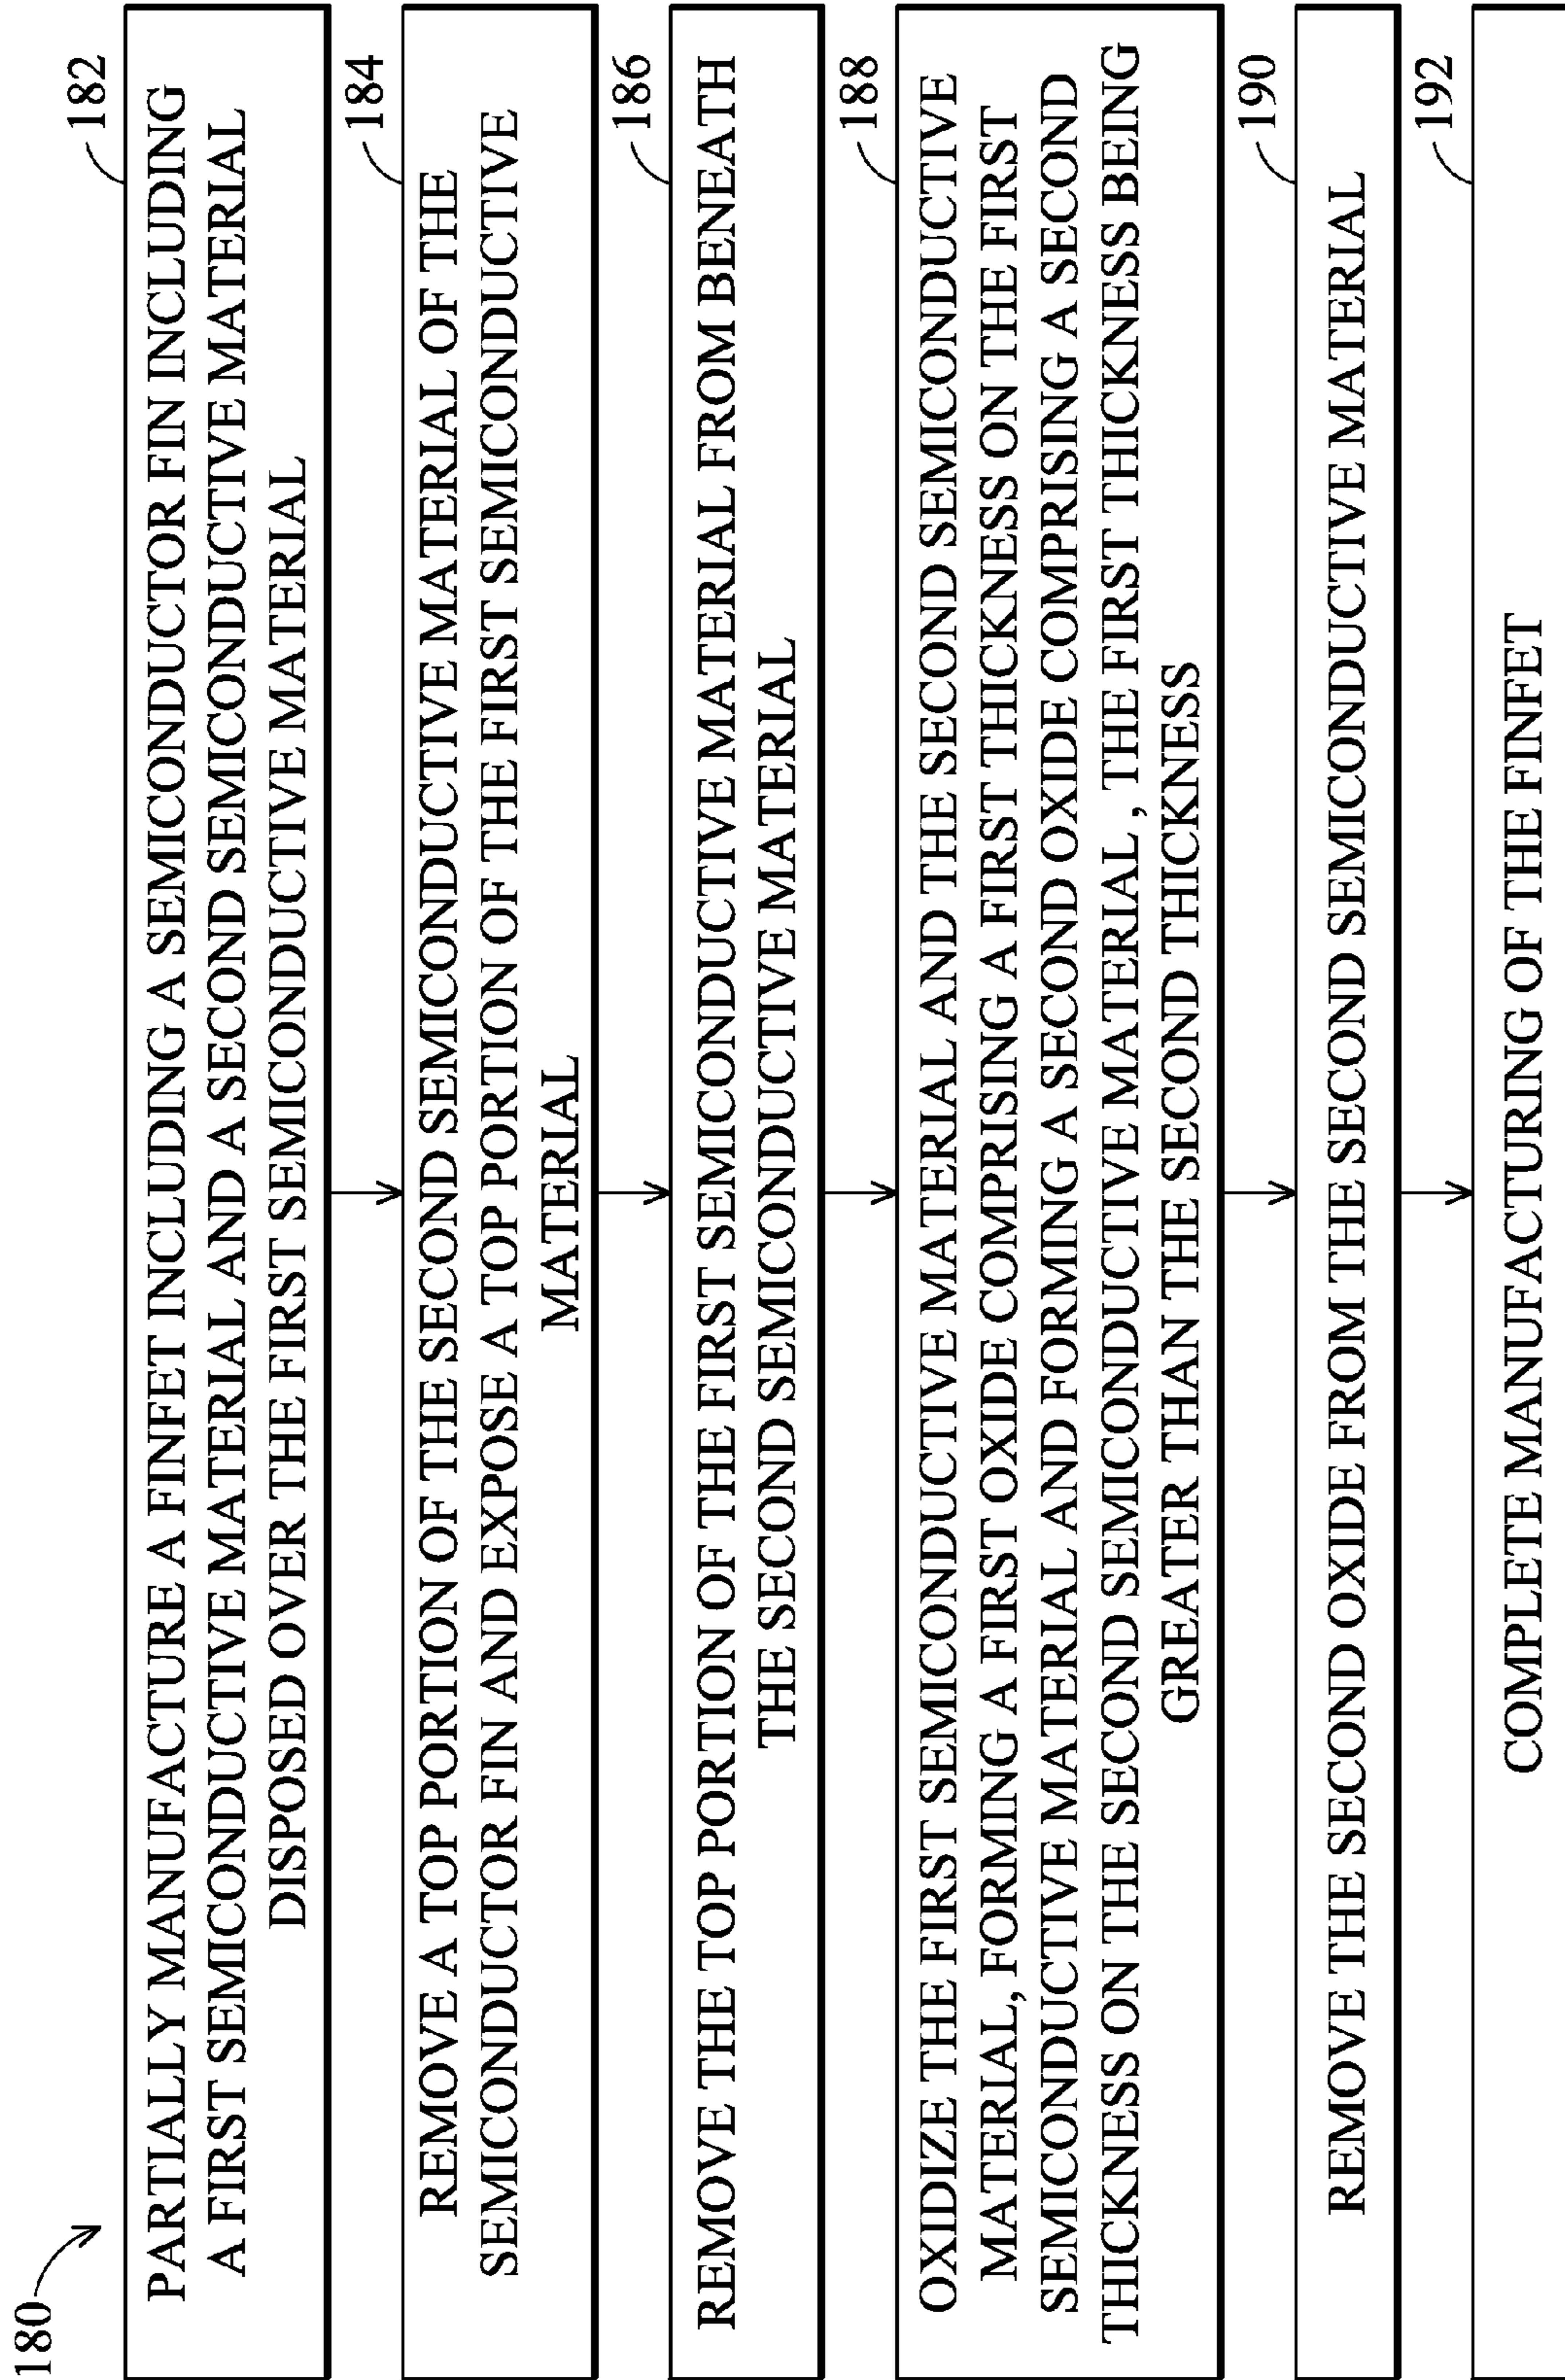 180
182
PARTIALLY MANUFACTURE A FINFET INCLUDING A SEMICONDUCTOR FIN INCLUDING
A FIRST SEMICONDUCTIVE MATERIAL AND A SECOND SEMICONDUCTIVE MATERIAL
DISPOSED OVER THE FIRST SEMICONDUCTIVE MATERIAL
184
REMOVE A TOP PORTION OF THE SECOND SEMICONDUCTIVE MATERIAL OF THE
SEMICONDUCTOR FIN AND EXPOSE A TOP PORTION OF THE FIRST SEMICONDUCTIVE
MATERIAL
186
REMOVE THE TOP PORTION OF THE FIRST SEMICONDUCTIVE MATERIAL FROM BENEATH
THE SECOND SEMICONDUCTIVE MATERIAL
188
OXIDIZE THE FIRST SEMICONDUCTIVE MATERIAL AND THE SECOND SEMICONDUCTIVE
MATERIAL, FORMING A FIRST OXIDE COMPRISING A FIRST THICKNESS ON THE FIRST
SEMICONDUCTIVE MATERIAL AND FORMING A SECOND OXIDE COMPRISING A SECOND
THICKNESS ON THE SECOND SEMICONDUCTIVE MATERIAL , THE FIRST THICKNESS BEING
GREATER THAN THE SECOND THICKNESS
190
REMOVE THE SECOND OXIDE FROM THE SECOND SEMICONDUCTIVE MATERIAL
192
COMPLETE MANUFACTURING OF THE FINFET